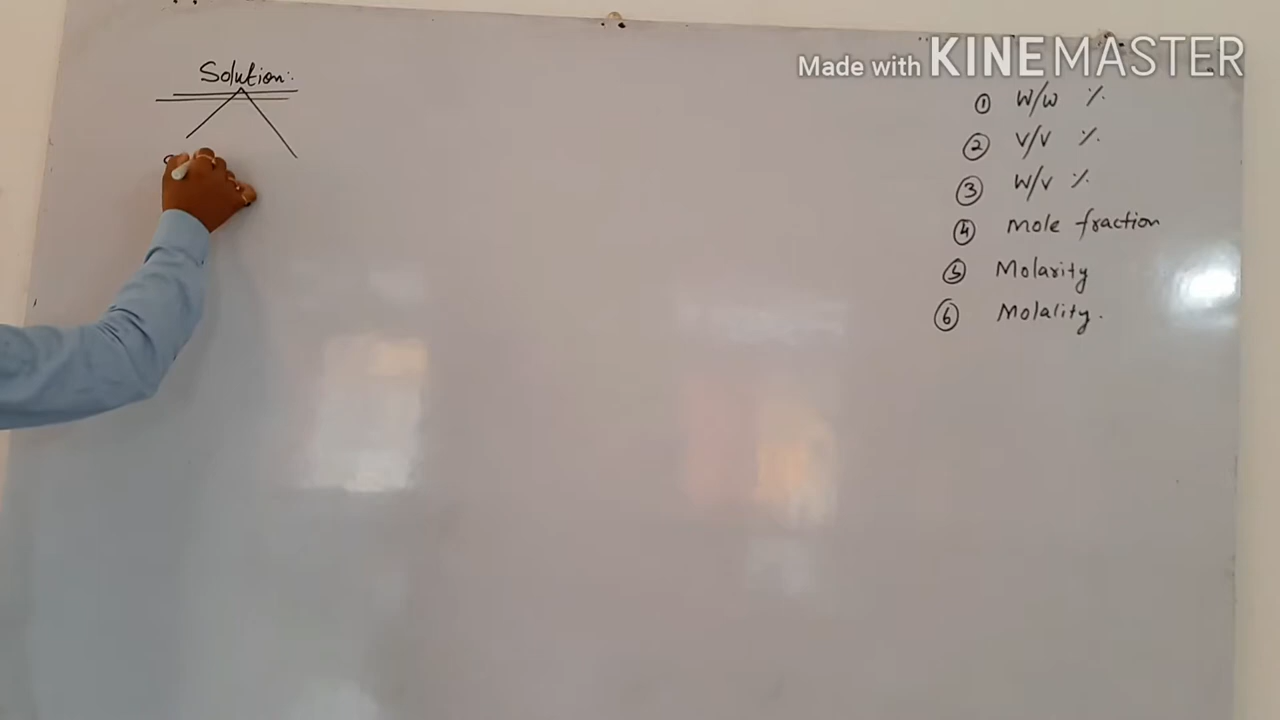 Solution:
Made with KINEMASTER
① W/W %
② V/V %
③ W/V %
④ Mole fraction
⑤ Molarity
⑥ Molality.